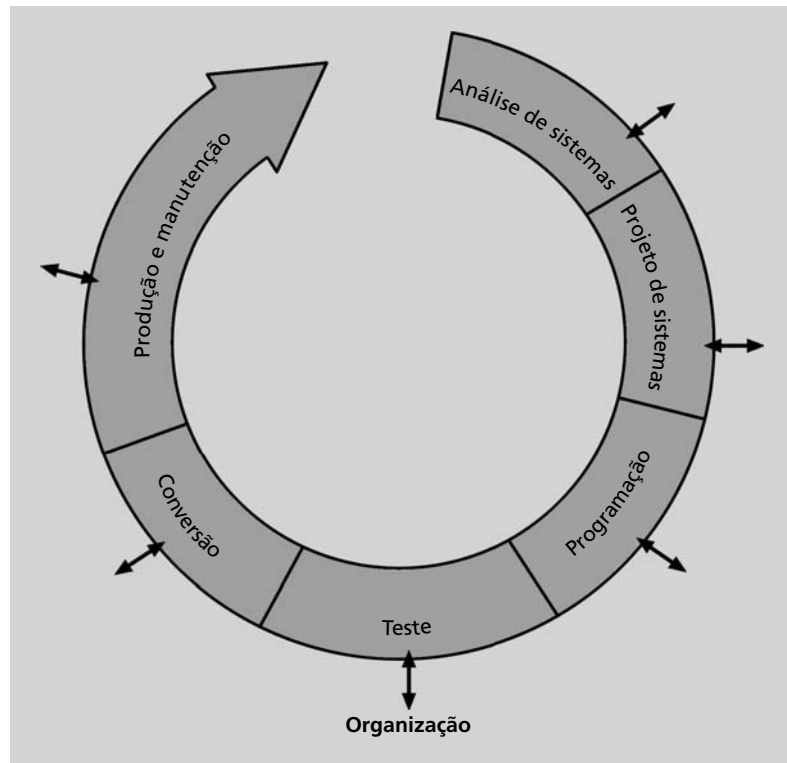 Análise de sistemas
Projeto de sistemas
Programação
Teste
Conversão
Produção e manutenção
Organização